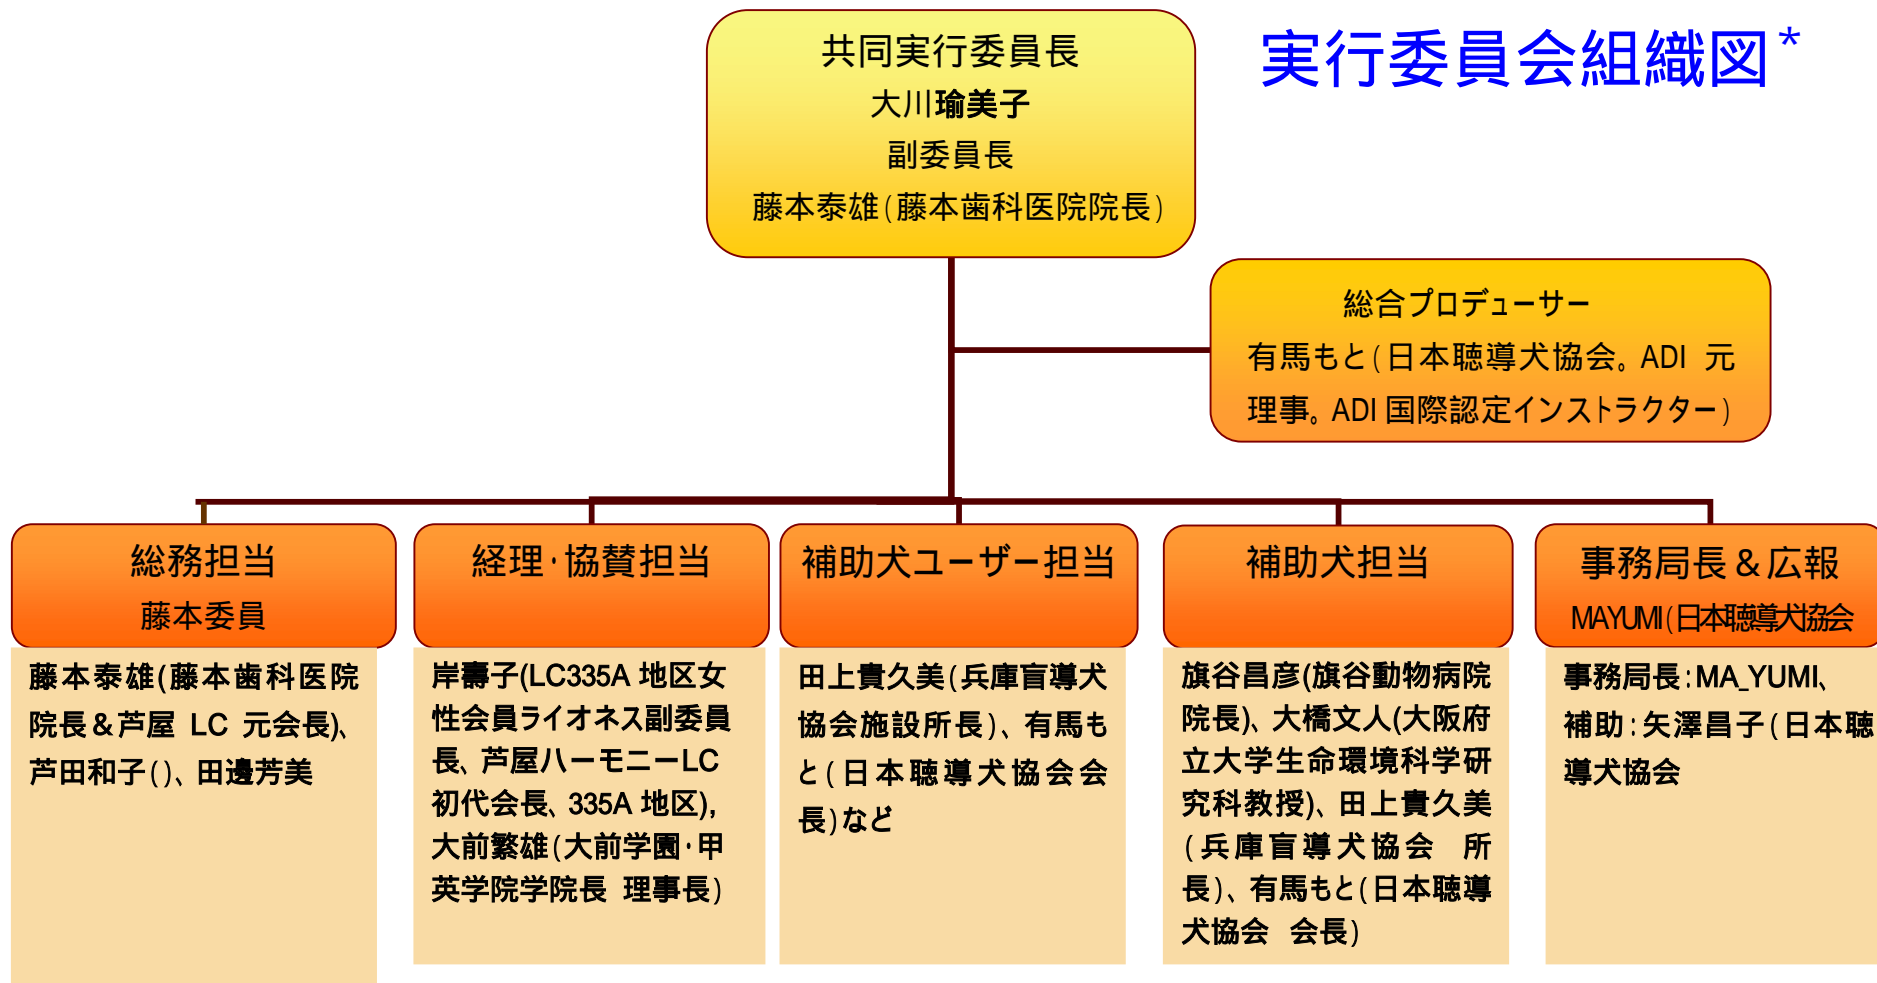 実行委員会組織図*
共同実行委員長
大川瑜美子
副委員長
藤本泰雄(藤本歯科医院院長)
総合プロデューサー
有馬もと(日本聴導犬協会。ADI 元
理事。ADI 国際認定インストラクター)
総務担当
藤本委員
藤本泰雄(藤本歯科医院
院長&芦屋 LC 元会長)、
芦田和子()、田邊芳美
経理・協賛担当
岸壽子(LC335A 地区女
性会員ライオネス副委員
長、芦屋ハーモニーLC
初代会長、335A 地区),
大前繁雄(大前学園・甲
英学院学院長 理事長)
補助犬ユーザー担当
田上貴久美(兵庫盲導犬
協会施設所長)、有馬も
と(日本聴導犬協会会
長)など
補助犬担当
旗谷昌彦(旗谷動物病院
院長)、大橋文人(大阪府
立大学生命環境科学研
究科教授)、田上貴久美
(兵庫盲導犬協会 所
長)、有馬もと(日本聴導
犬協会 会長)
事務局長&広報
MAYUMI(日本聴導犬協会
事務局長:MA_YUMI、
補助:矢澤昌子(日本聴
導犬協会